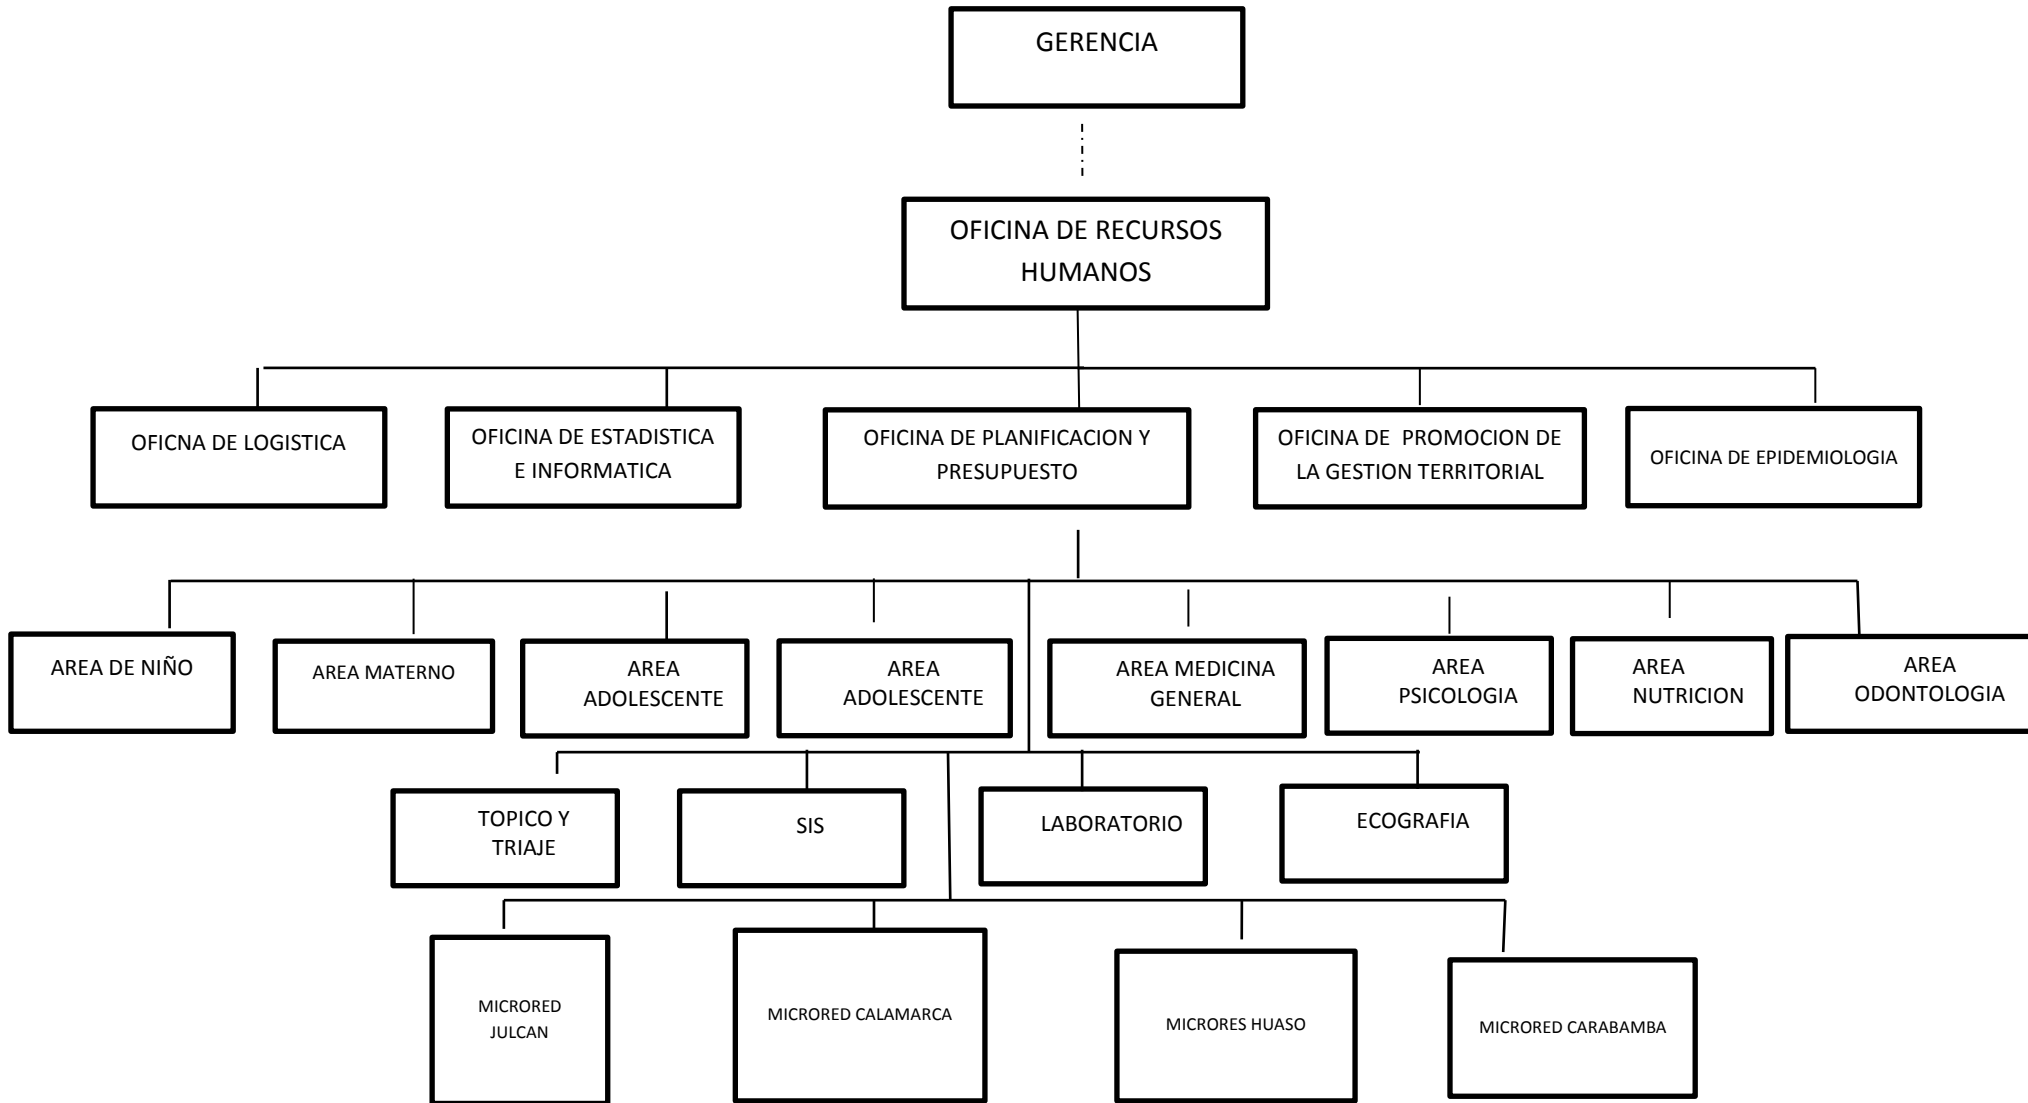 GERENCIA
OFICINA DE RECURSOS
HUMANOS
OFICNA DE LOGISTICA
OFICINA DE ESTADISTICA
E INFORMATICA
OFICINA DE PLANIFICACION Y
PRESUPUESTO
OFICINA DE PROMOCION DE
LA GESTION TERRITORIAL
OFICINA DE EPIDEMIOLOGIA
AREA DE NIÑO
AREA MATERNO
AREA
ADOLESCENTE
AREA
ADOLESCENTE
AREA MEDICINA
GENERAL
AREA
PSICOLOGIA
AREA
NUTRICION
AREA
ODONTOLOGIA
TOPICO Y
TRIAJE
SIS
LABORATORIO
ECOGRAFIA
MICRORED
JULCAN
MICRORED CALAMARCA
MICRORES HUASO
MICRORED CARABAMBA